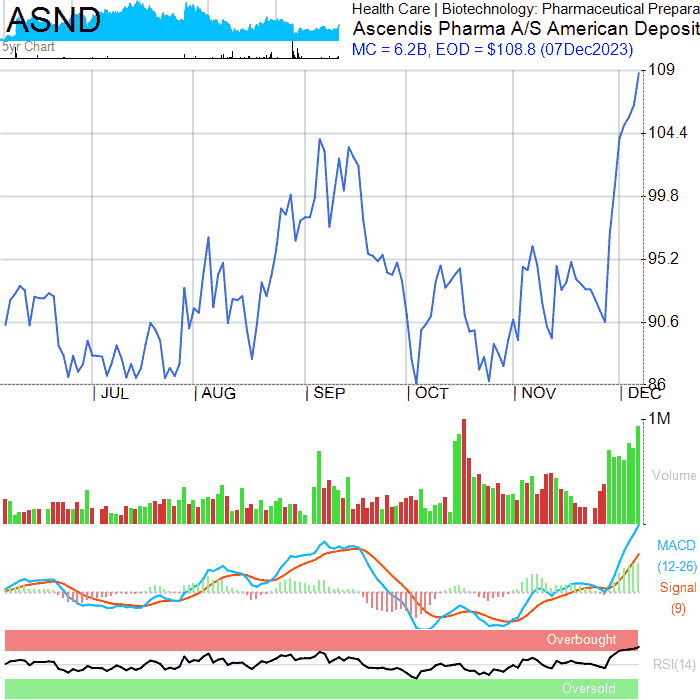 ASND
5yr Chart
Health Care | Biotechnology: Pharmaceutical Prepara
Ascendis Pharma A/S American Deposit
MC = 6.2B, EOD = $108.8 (07Dec2023)
109
104.4
99.8
95.2
90.6
86
JUL AUG SEP OCT NOV DEC
1M
Volume
MACD
(12-26)
Signal
(9)
Overbought
RSI(14)
Oversold